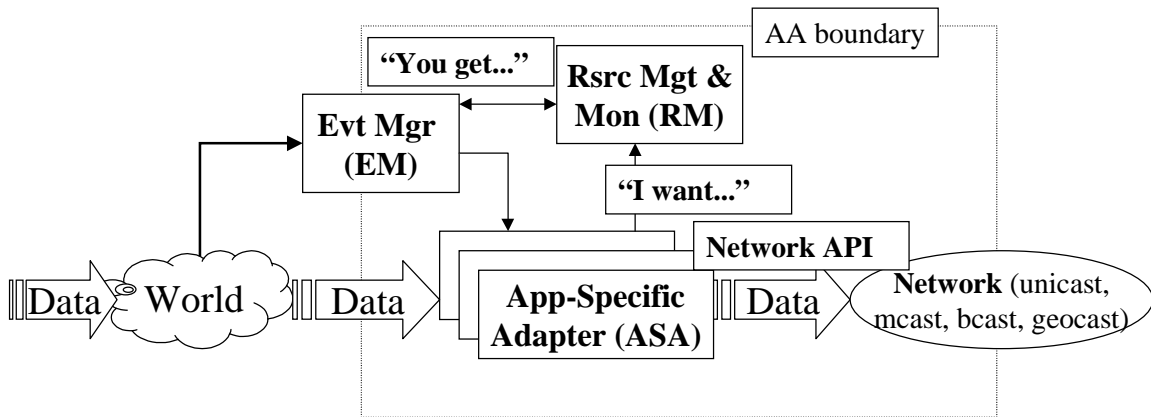 AA boundary
“You get...”
Rsrc Mgt &
Mon (RM)
Evt Mgr
(EM)
“I want...”
Network API
Data
World
Data
App-Specific
Adapter (ASA)
Data
Network (unicast,
mcast, bcast, geocast)